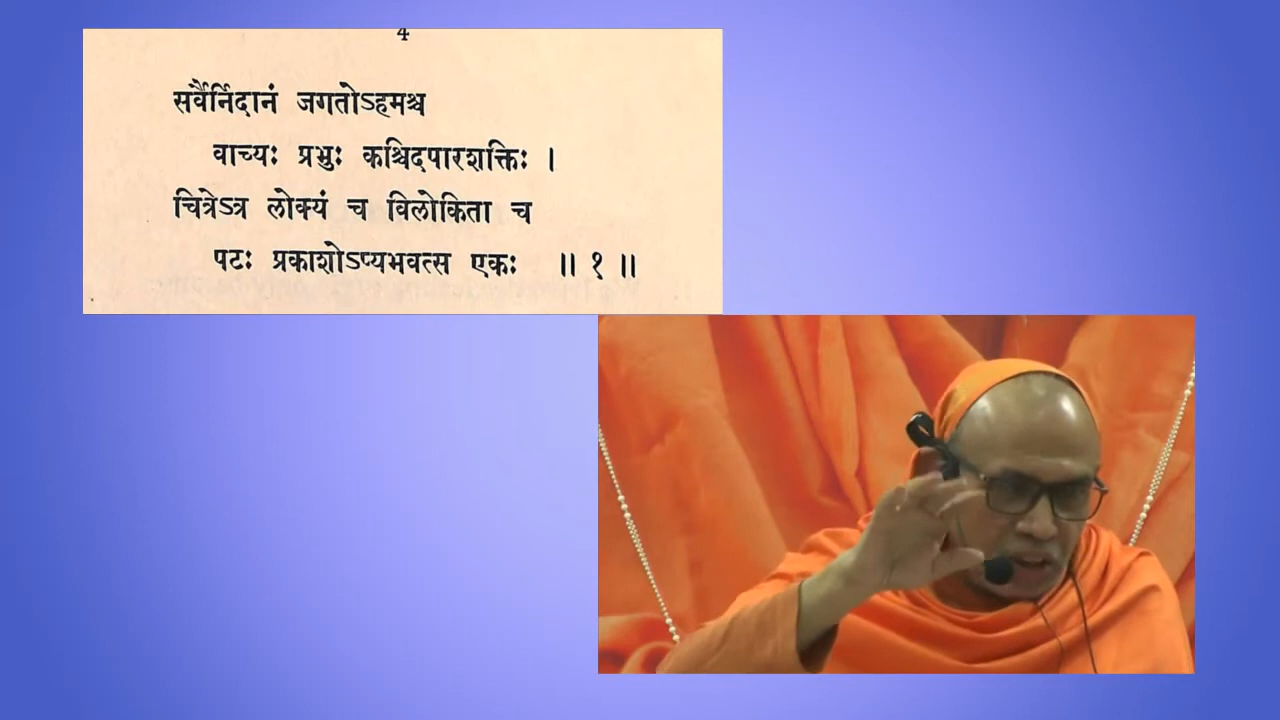 4
सर्वैर्निदानं जगतोऽहमश्च
वाच्यः प्रभुः कश्चिदपारशक्तिः ।
चित्रेऽत्र लोक्यं च विलोकिता च
पटः प्रकाशोऽप्यभवत्स एकः ॥ १ ॥